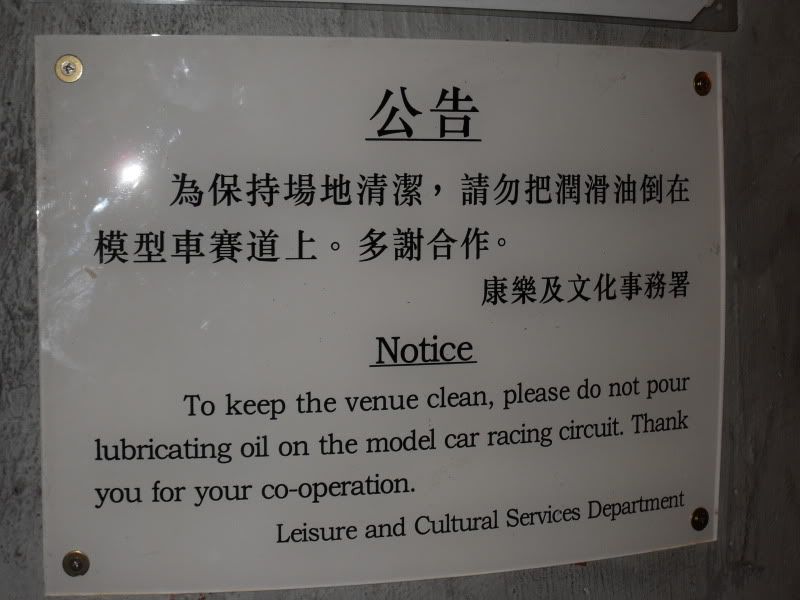 公告
為保持場地清潔，請勿把潤滑油倒在
模型車賽道上。多謝合作。
康樂及文化事務署
Notice
To keep the venue clean, please do not pour
lubricating oil on the model car racing circuit. Thank
you for your co-operation.
Leisure and Cultural Services Department